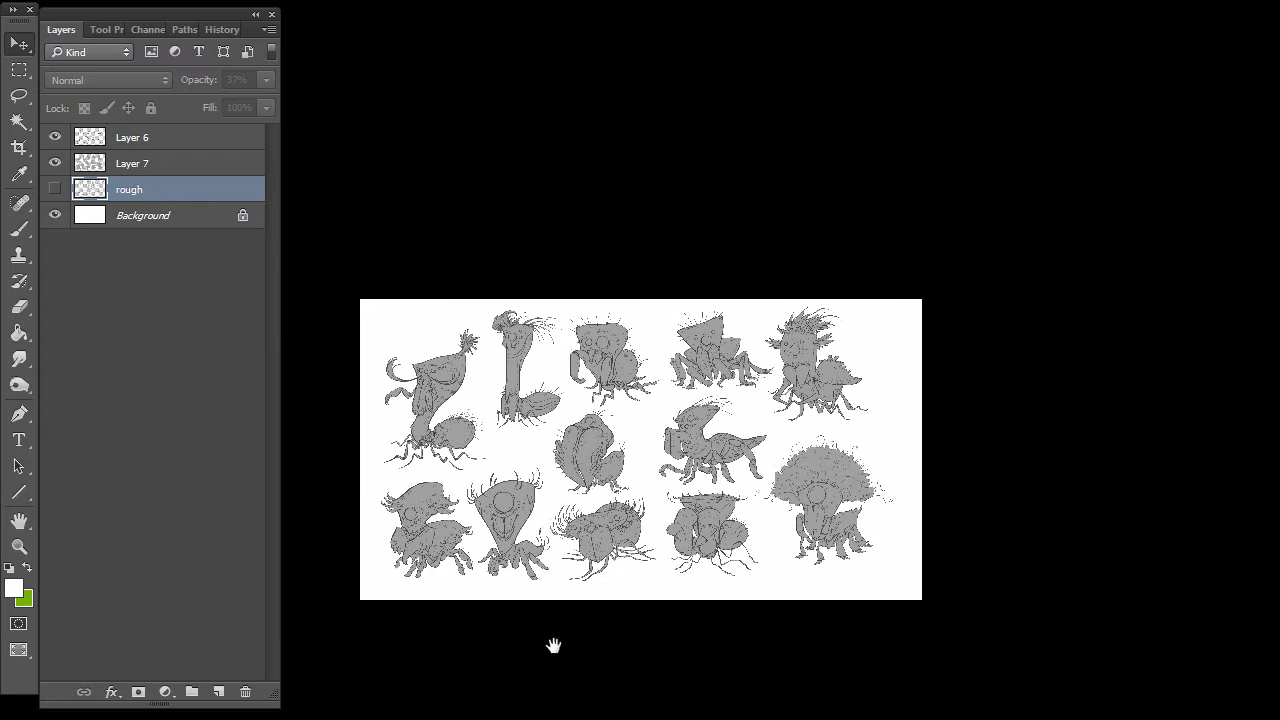 Layers Tool Pr Channe Paths History
Kind T
Normal Opacity: 37%
Lock: Fill: 100%
Layer 6
Layer 7
rough
Background
T
fx